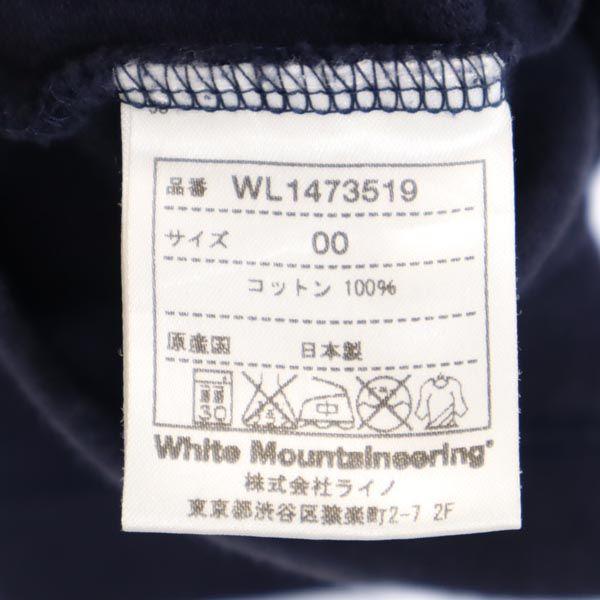 品番 WL1473519
サイズ 00
コットン 100%
原産国 日本製
30 中
White Mountaineering®
株式会社ライノ
東京都渋谷区猿楽町2-7 2F